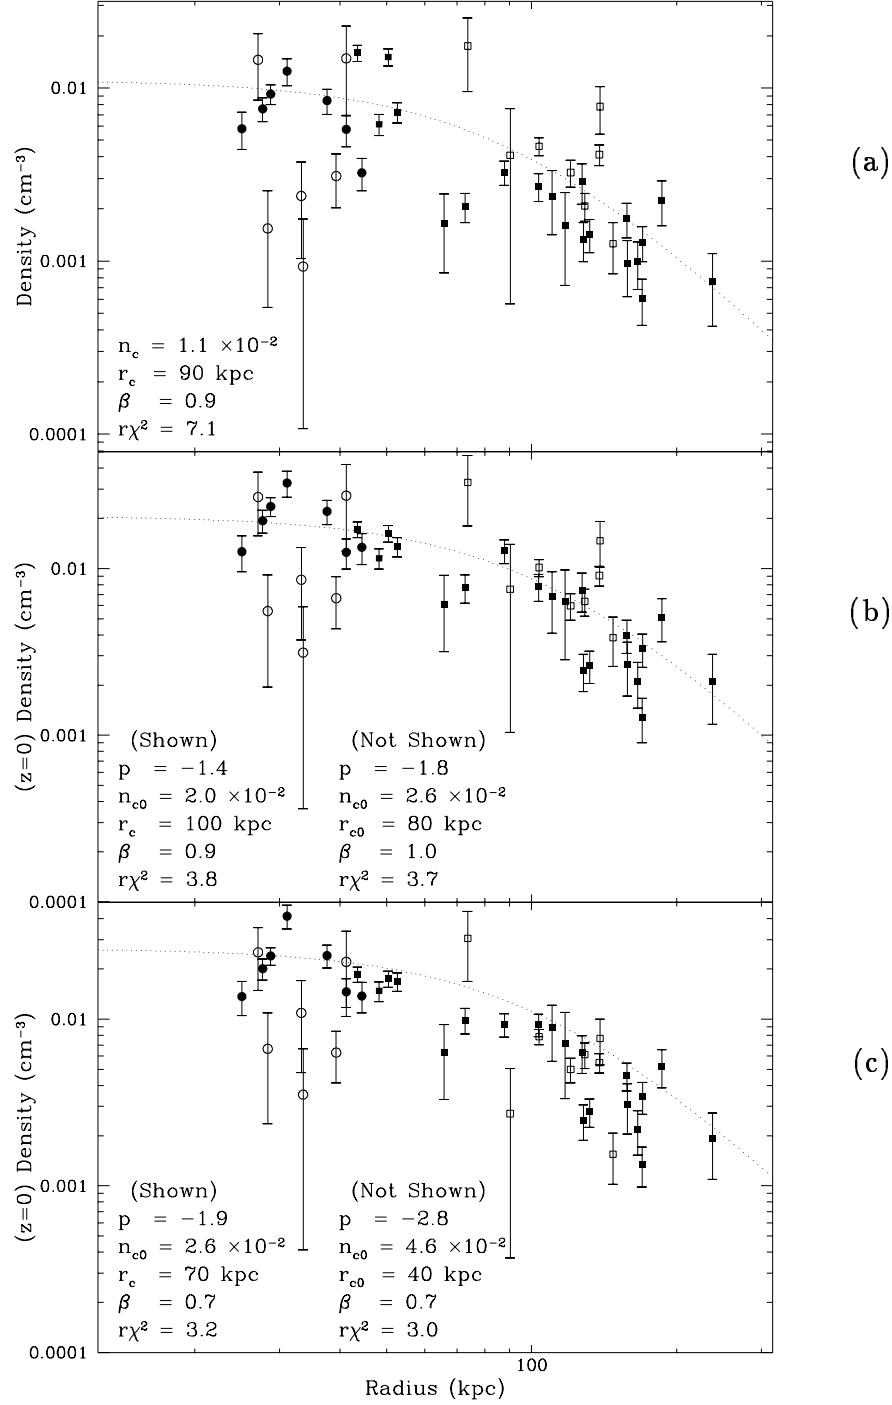 0.01
0.001
0.0001
Density (cm⁻³)
n_c = 1.1 ×10⁻²
r_c = 90 kpc
β = 0.9
rχ² = 7.1
(a)
0.01
0.001
0.0001
(z=0) Density (cm⁻³)
(Shown)
p = −1.4
n_c0 = 2.0 ×10⁻²
r_c = 100 kpc
β = 0.9
rχ² = 3.8
(Not Shown)
p = −1.8
n_c0 = 2.6 ×10⁻²
r_c0 = 80 kpc
β = 1.0
rχ² = 3.7
(b)
0.01
0.001
0.0001
(z=0) Density (cm⁻³)
(Shown)
p = −1.9
n_c0 = 2.6 ×10⁻²
r_c = 70 kpc
β = 0.7
rχ² = 3.2
(Not Shown)
p = −2.8
n_c0 = 4.6 ×10⁻²
r_c0 = 40 kpc
β = 0.7
rχ² = 3.0
(c)
100
Radius (kpc)